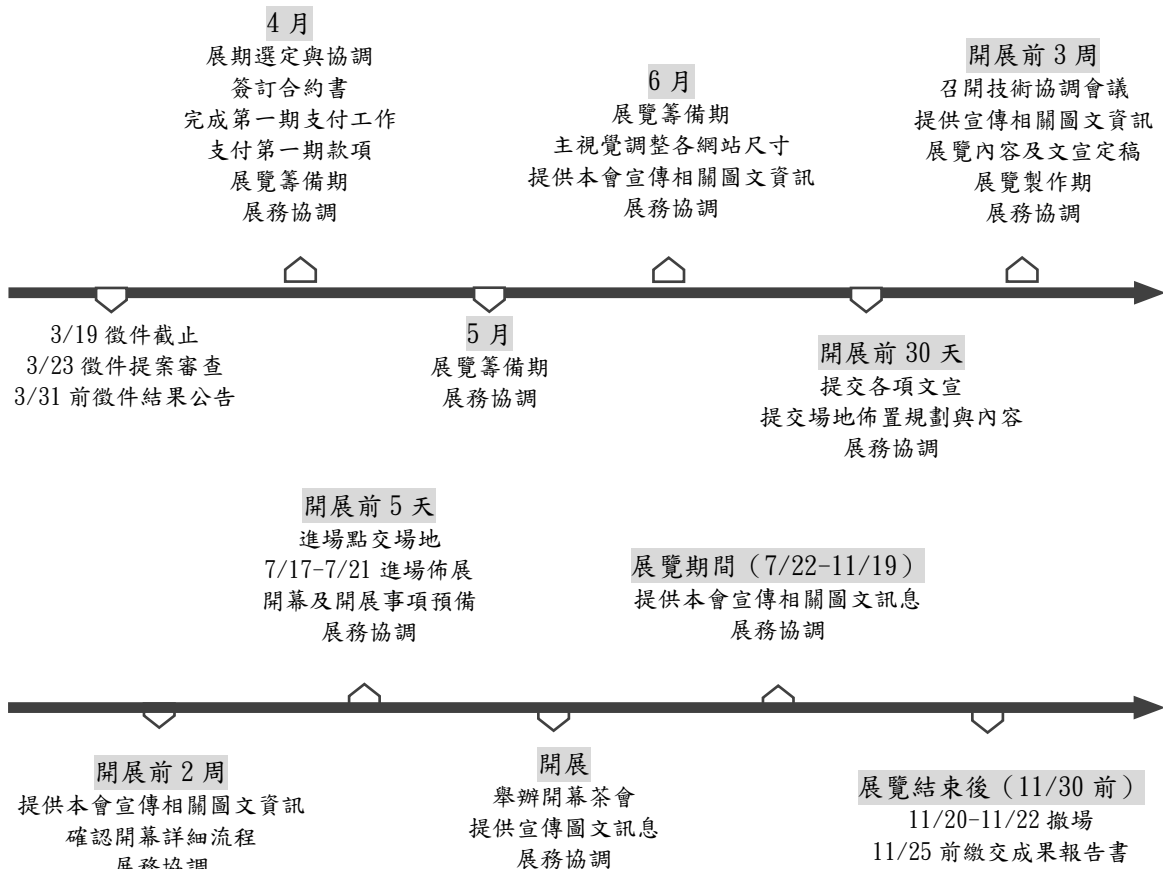 4 月
展期選定與協調
簽訂合約書
完成第一期支付工作
支付第一期款項
展覽籌備期
展務協調
6 月
展覽籌備期
主視覺調整各網站尺寸
提供本會宣傳相關圖文資訊
展務協調
開展前 3 周
召開技術協調會議
提供宣傳相關圖文資訊
展覽內容及文宣定稿
展覽製作期
展務協調
3/19 徵件截止
3/23 徵件提案審查
3/31 前徵件結果公告
5 月
展覽籌備期
展務協調
開展前 30 天
提交各項文宣
提交場地佈置規劃與內容
展務協調
開展前 5 天
進場點交場地
7/17-7/21 進場佈展
開幕及開展事項預備
展務協調
展覽期間（7/22-11/19）
提供本會宣傳相關圖文訊息
展務協調
開展前 2 周
提供本會宣傳相關圖文資訊
確認開幕詳細流程
展務協調
開展
舉辦開幕茶會
提供宣傳圖文訊息
展務協調
展覽結束後（11/30 前）
11/20-11/22 撤場
11/25 前繳交成果報告書